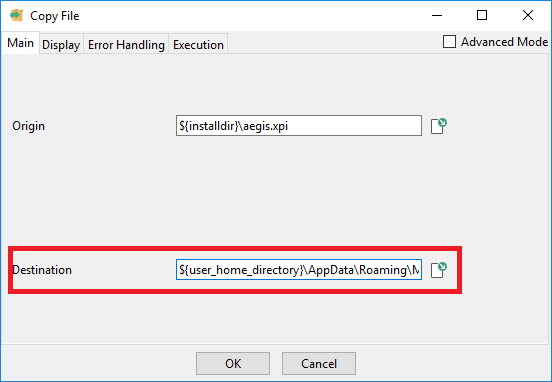 Copy File
Main Display Error Handling Execution Advanced Mode
Origin ${installdir}\aegis.xpi
Destination ${user_home_directory}\AppData\Roaming\M
OK Cancel